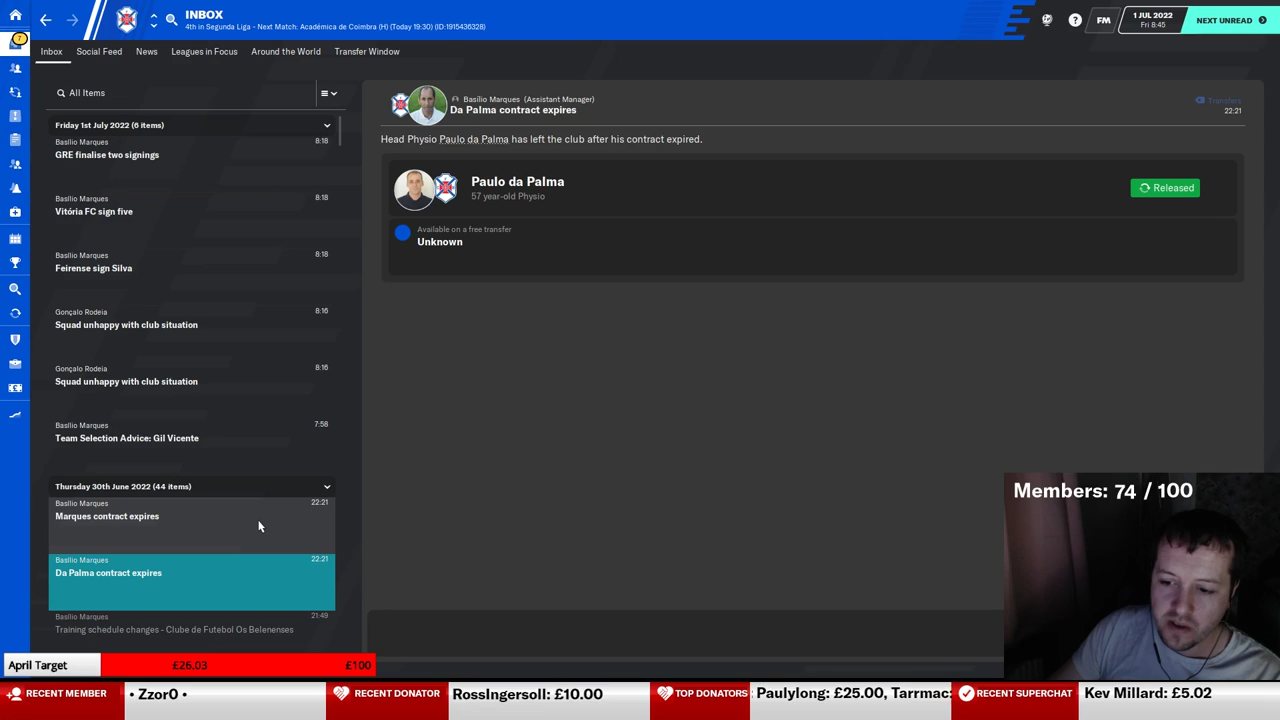 INBOX
4th in Segunda Liga - Next Match: Académica de Coimbra (H) (Today 19:30) (ID:1915436328)
FM
1 JUL 2022
Fri 8:45
NEXT UNREAD
7
Inbox
Social Feed
News
Leagues in Focus
Around the World
Transfer Window
All Items
Friday 1st July 2022 (6 items)
Basílio Marques
8:18
GRE finalise two signings
Basílio Marques
8:18
Vitória FC sign five
Basílio Marques
8:18
Feirense sign Silva
Gonçalo Rodeia
8:16
Squad unhappy with club situation
Gonçalo Rodeia
8:16
Squad unhappy with club situation
Basílio Marques
7:58
Team Selection Advice: Gil Vicente
Thursday 30th June 2022 (44 items)
Basílio Marques
22:21
Marques contract expires
Basílio Marques
22:21
Da Palma contract expires
Basílio Marques
21:49
Training schedule changes - Clube de Futebol Os Belenenses
Basílio Marques (Assistant Manager)
Da Palma contract expires
Transfers
22:21
Head Physio Paulo da Palma has left the club after his contract expired.
Paulo da Palma
57 year-old Physio
Released
Available on a free transfer
Unknown
Members: 74 / 100
April Target
£26.03
£100
RECENT MEMBER
• Zzor0 •
RECENT DONATOR
RossIngersoll: £10.00
TOP DONATORS
Paulylong: £25.00, Tarrmac:
RECENT SUPERCHAT
Kev Millard: £5.02